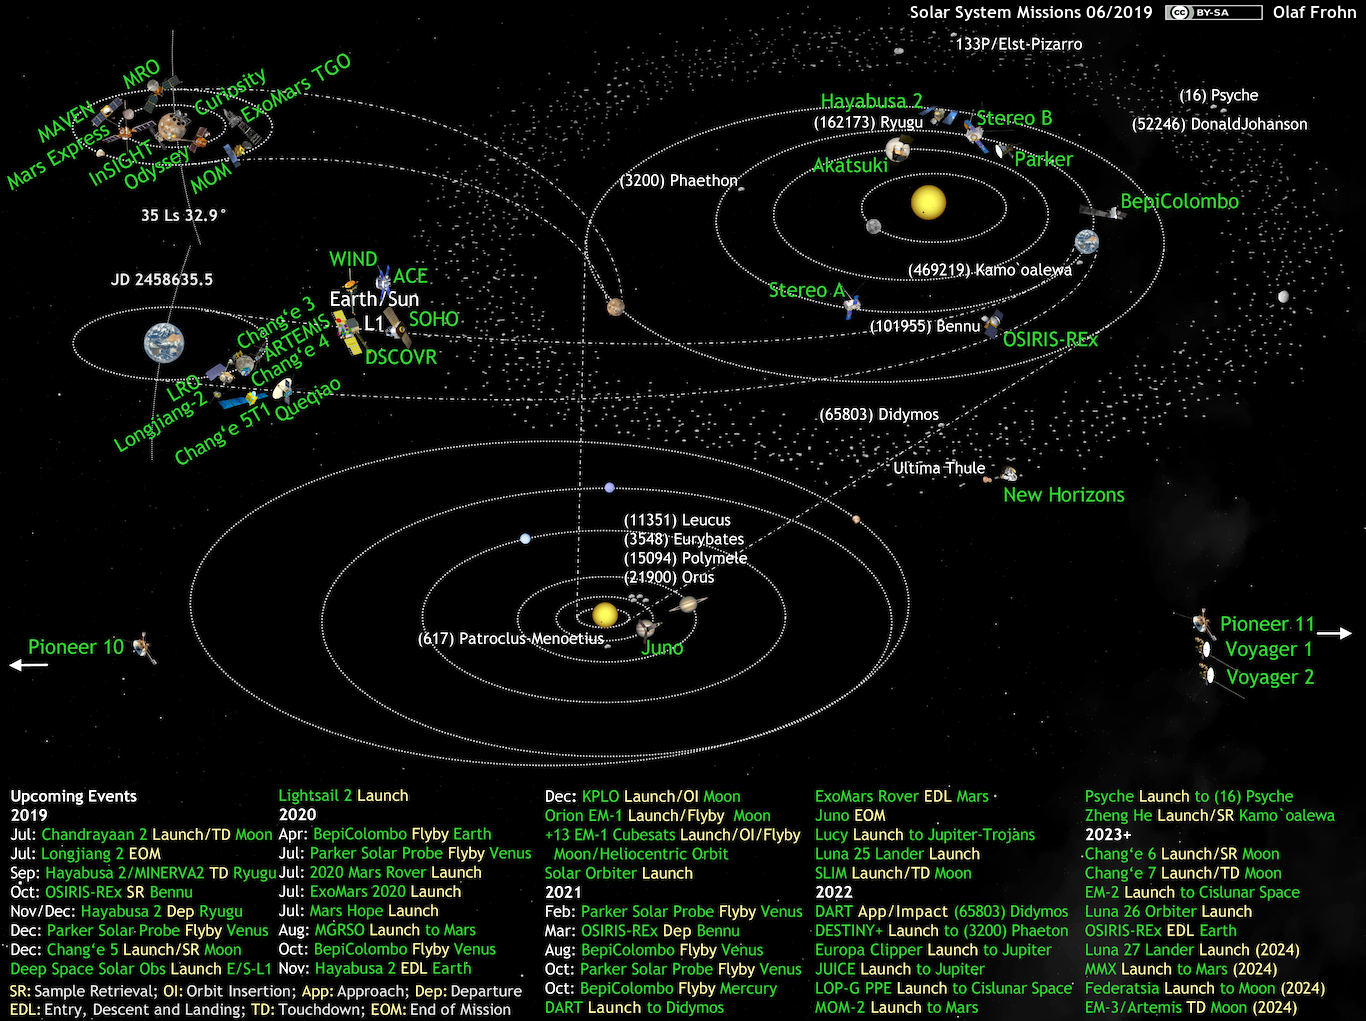 Solar System Missions 06/2019 cc BY-SA Olaf Frohn
133P/Elst-Pizarro
(16) Psyche
(52246) DonaldJohanson
MRO
Curiosity
ExoMars TGO
MAVEN
Mars Express
InSIGHT
Odyssey
MOM
35 Ls 32.9°
JD 2458635.5
Hayabusa 2
(162173) Ryugu
Stereo B
Akatsuki
Parker
(3200) Phaethon
BepiColombo
(469219) Kamo`oalewa
Stereo A
(101955) Bennu
OSIRIS-REx
WIND
ACE
Earth/Sun
L1
SOHO
DSCOVR
Chang‘e 3
ARTEMIS
Chang‘e 4
LRO
Longjiang-2
Chang‘e 5T1
Queqiao
(65803) Didymos
Ultima Thule
New Horizons
(11351) Leucus
(3548) Eurybates
(15094) Polymele
(21900) Orus
(617) Patroclus-Menoetius
Juno
Pioneer 10
Pioneer 11
Voyager 1
Voyager 2
Upcoming Events
2019
Jul: Chandrayaan 2 Launch/TD Moon
Jul: Longjiang 2 EOM
Sep: Hayabusa 2/MINERVA2 TD Ryugu
Oct: OSIRIS-REx SR Bennu
Nov/Dec: Hayabusa 2 Dep Ryugu
Dec: Parker Solar Probe Flyby Venus
Dec: Chang‘e 5 Launch/SR Moon
Deep Space Solar Obs Launch E/S-L1
Lightsail 2 Launch
2020
Apr: BepiColombo Flyby Earth
Jul: Parker Solar Probe Flyby Venus
Jul: 2020 Mars Rover Launch
Jul: ExoMars 2020 Launch
Jul: Mars Hope Launch
Aug: MGRSO Launch to Mars
Oct: BepiColombo Flyby Venus
Nov: Hayabusa 2 EDL Earth
SR: Sample Retrieval; OI: Orbit Insertion; App: Approach; Dep: Departure
EDL: Entry, Descent and Landing; TD: Touchdown; EOM: End of Mission
Dec: KPLO Launch/OI Moon
Orion EM-1 Launch/Flyby Moon
+13 EM-1 Cubesats Launch/OI/Flyby
Moon/Heliocentric Orbit
Solar Orbiter Launch
2021
Feb: Parker Solar Probe Flyby Venus
Mar: OSIRIS-REx Dep Bennu
Aug: BepiColombo Flyby Venus
Oct: Parker Solar Probe Flyby Venus
Oct: BepiColombo Flyby Mercury
DART Launch to Didymos
ExoMars Rover EDL Mars
Juno EOM
Lucy Launch to Jupiter-Trojans
Luna 25 Lander Launch
SLIM Launch/TD Moon
2022
DART App/Impact (65803) Didymos
DESTINY+ Launch to (3200) Phaeton
Europa Clipper Launch to Jupiter
JUICE Launch to Jupiter
LOP-G PPE Launch to Cislunar Space
MOM-2 Launch to Mars
Psyche Launch to (16) Psyche
Zheng He Launch/SR Kamo`oalewa
2023+
Chang‘e 6 Launch/SR Moon
Chang‘e 7 Launch/TD Moon
EM-2 Launch to Cislunar Space
Luna 26 Orbiter Launch
OSIRIS-REx EDL Earth
Luna 27 Lander Launch (2024)
MMX Launch to Mars (2024)
Federatsia Launch to Moon (2024)
EM-3/Artemis TD Moon (2024)